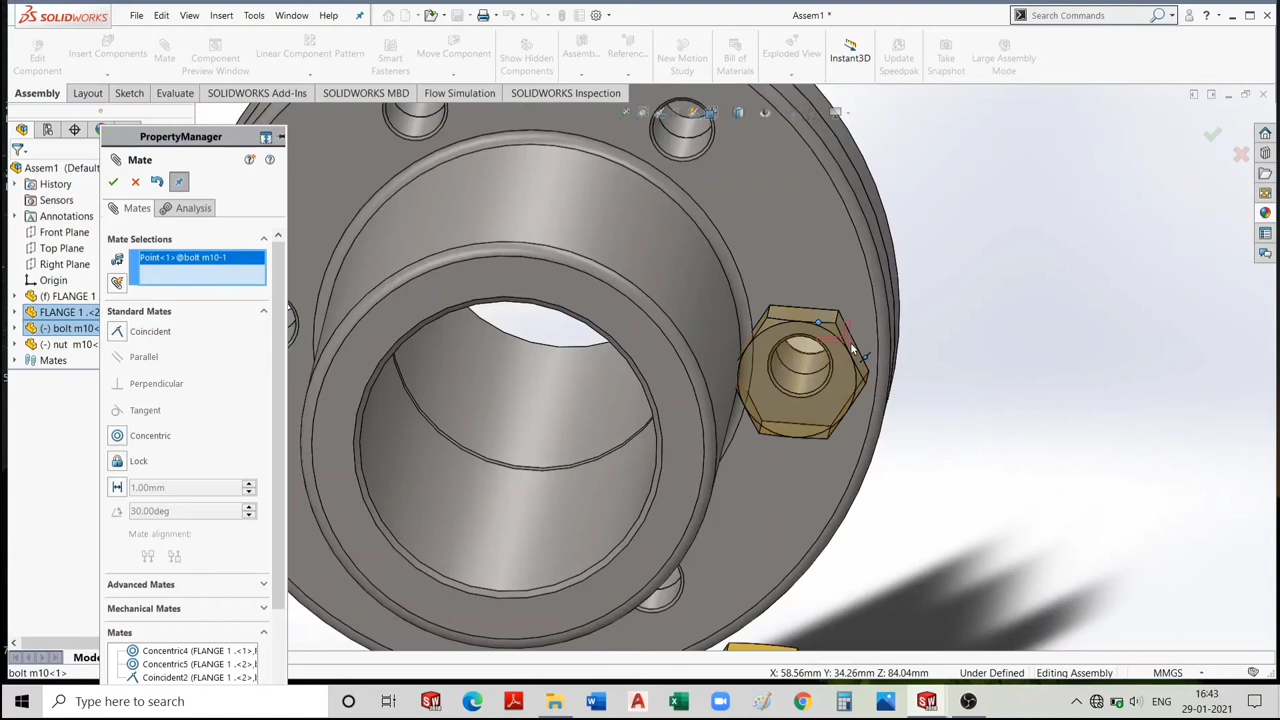 SOLIDWORKS File Edit View Insert Tools Window Help Assem1 * Search Commands
Edit Component
Insert Components
Mate
Component Preview Window
Linear Component Pattern
Smart Fasteners
Move Component
Show Hidden Components
Assemb...
Referenc...
New Motion Study
Bill of Materials
Exploded View
Instant3D
Update Speedpak
Take Snapshot
Large Assembly Mode
Assembly Layout Sketch Evaluate SOLIDWORKS Add-Ins SOLIDWORKS MBD Flow Simulation SOLIDWORKS Inspection
Assem1 (Default
History
Sensors
Annotations
Front Plane
Top Plane
Right Plane
Origin
(f) FLANGE 1
FLANGE 1 .<2
(-) bolt m10<
(-) nut m10<
Mates
PropertyManager
Mate
Mates Analysis
Mate Selections
Point<1>@bolt m10-1
Standard Mates
Coincident
Parallel
Perpendicular
Tangent
Concentric
Lock
1.00mm
30.00deg
Mate alignment:
Advanced Mates
Mechanical Mates
Mates
Concentric4 (FLANGE 1 .<1>,
Concentric5 (FLANGE 1 .<2>,
Coincident2 (FLANGE 1 .<2>,
Mode
bolt m10<1> X: 58.56mm Y: 34.26mm Z: 84.04mm Under Defined Editing Assembly MMGS
Type here to search
ENG
16:43
29-01-2021